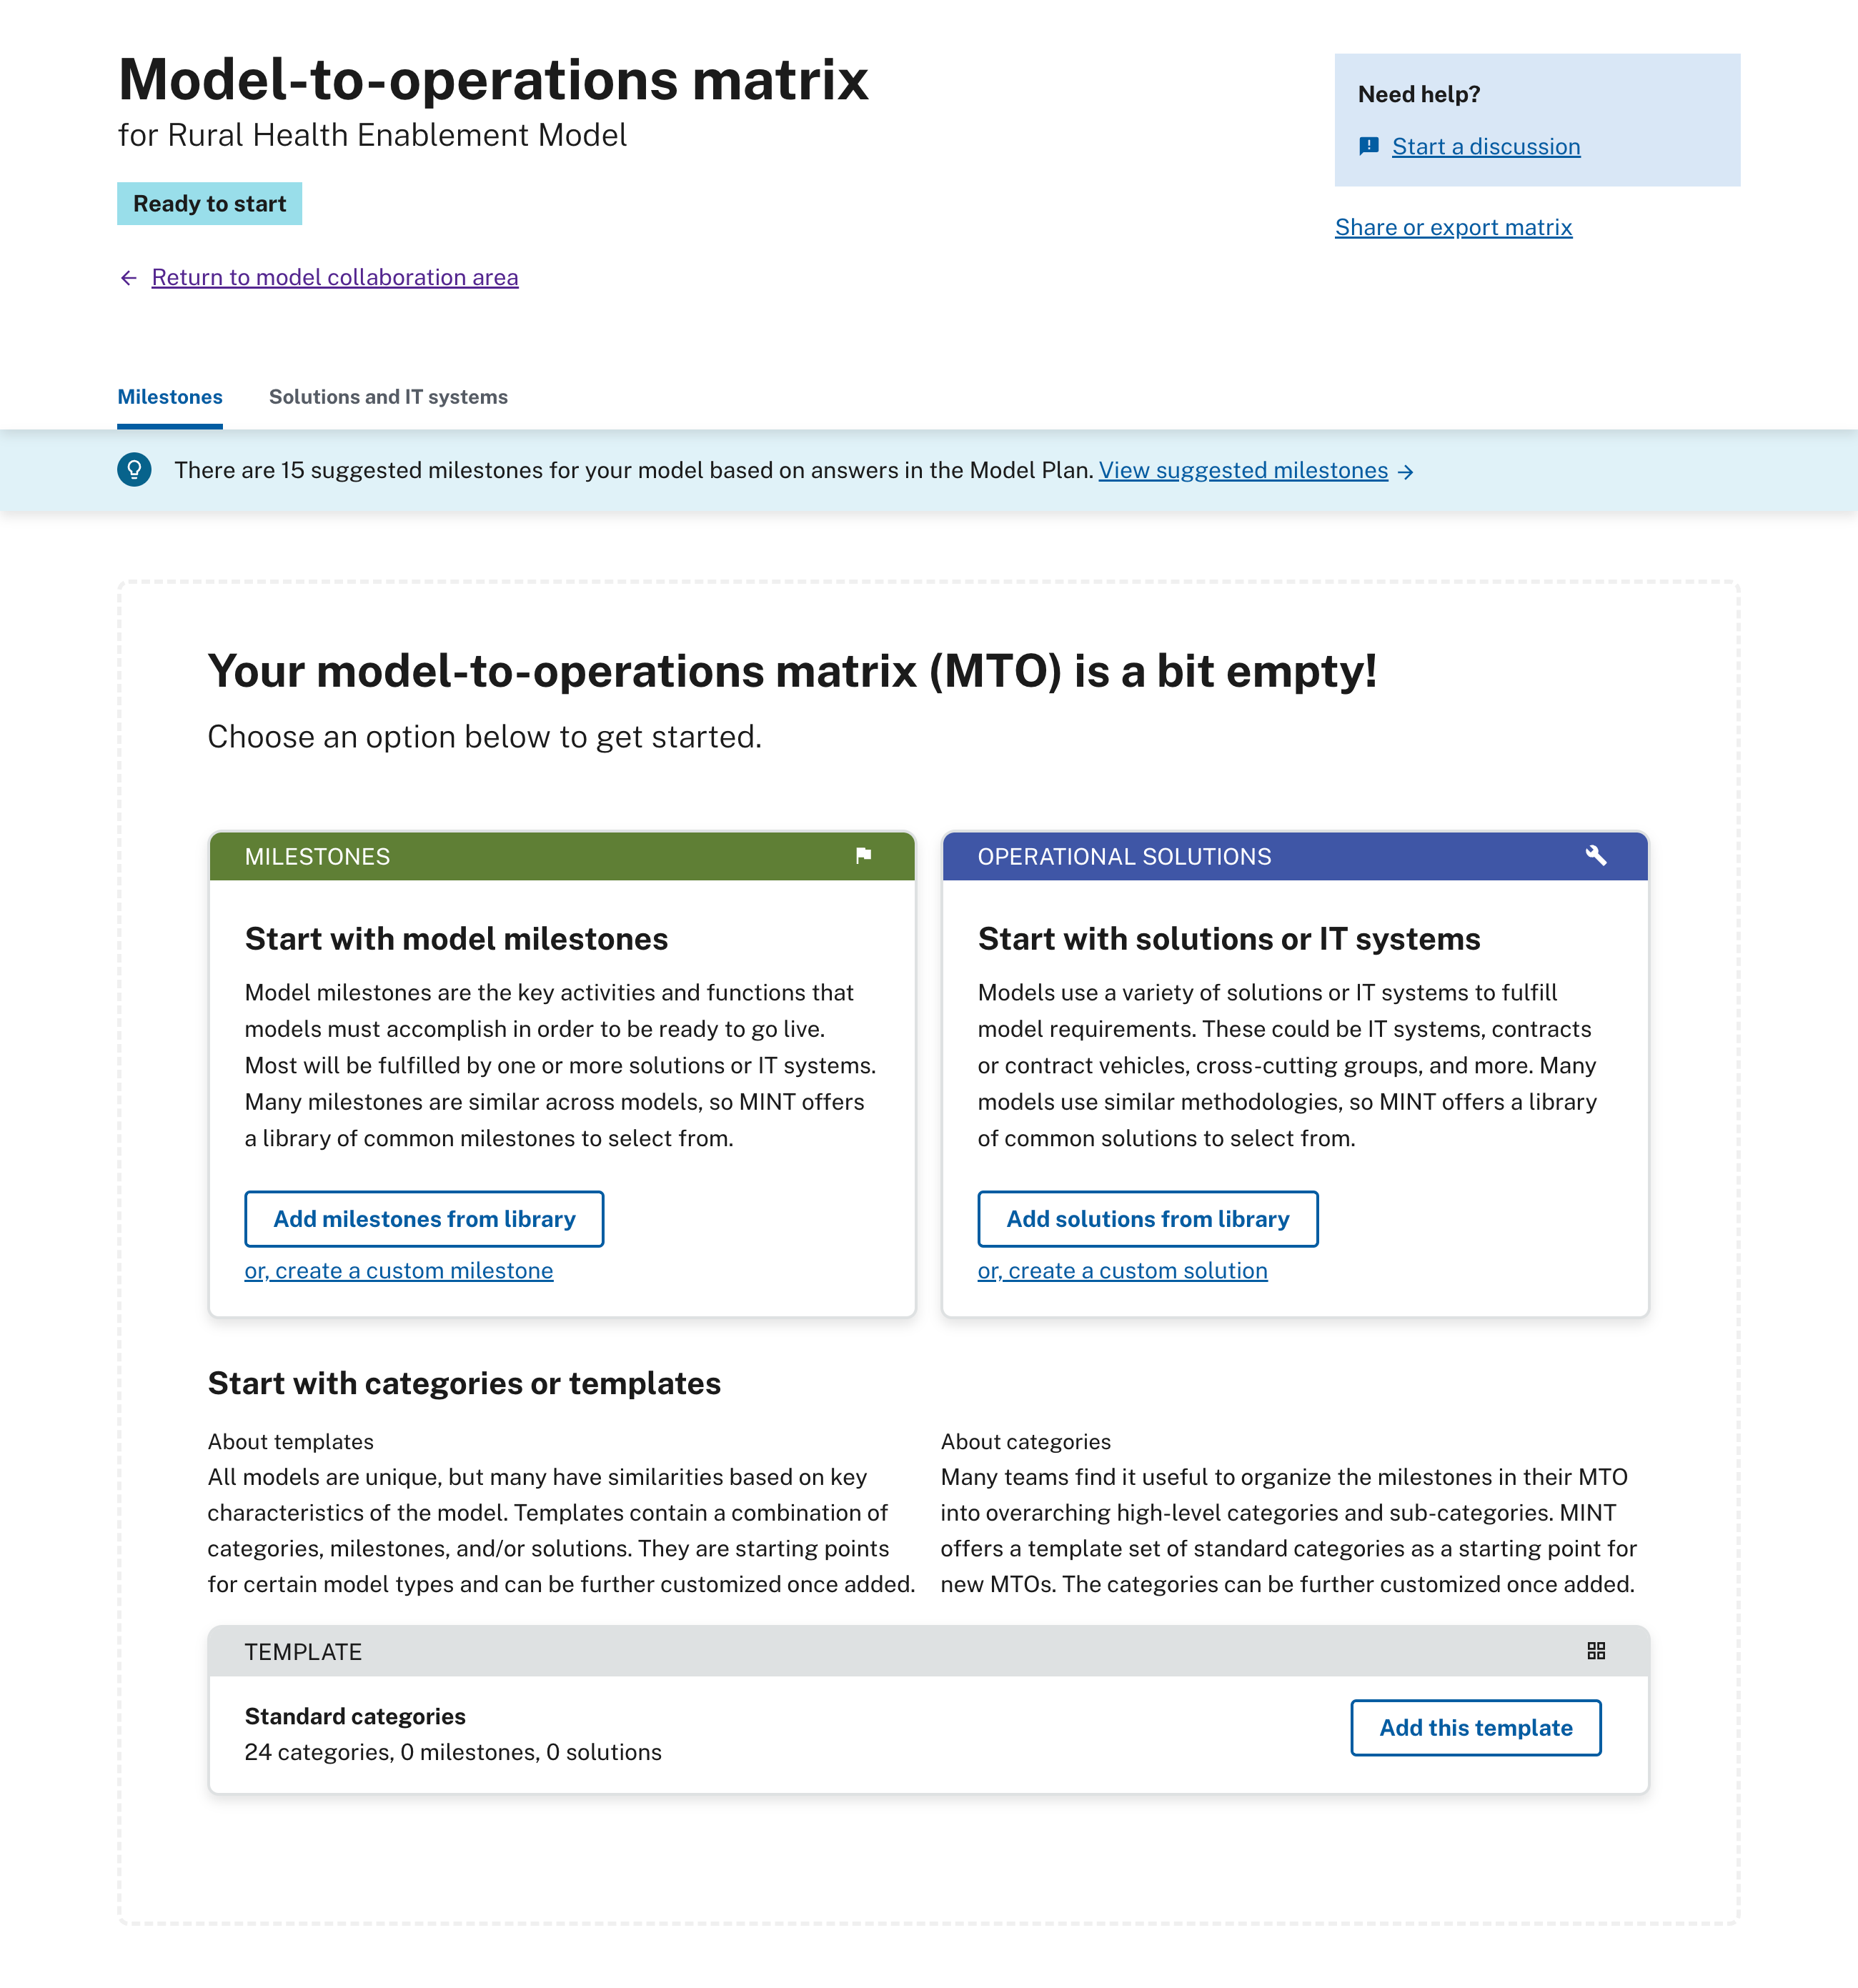 Model-to-operations matrix
for Rural Health Enablement Model
Ready to start
Return to model collaboration area
Need help?
Start a discussion
Share or export matrix
Milestones
Solutions and IT systems
There are 15 suggested milestones for your model based on answers in the Model Plan. View suggested milestones
Your model-to-operations matrix (MTO) is a bit empty!
Choose an option below to get started.
MILESTONES
Start with model milestones
Model milestones are the key activities and functions that
models must accomplish in order to be ready to go live.
Most will be fulfilled by one or more solutions or IT systems.
Many milestones are similar across models, so MINT offers
a library of common milestones to select from.
Add milestones from library
or, create a custom milestone
OPERATIONAL SOLUTIONS
Start with solutions or IT systems
Models use a variety of solutions or IT systems to fulfill
model requirements. These could be IT systems, contracts
or contract vehicles, cross-cutting groups, and more. Many
models use similar methodologies, so MINT offers a library
of common solutions to select from.
Add solutions from library
or, create a custom solution
Start with categories or templates
About templates
All models are unique, but many have similarities based on key
characteristics of the model. Templates contain a combination of
categories, milestones, and/or solutions. They are starting points
for certain model types and can be further customized once added.
About categories
Many teams find it useful to organize the milestones in their MTO
into overarching high-level categories and sub-categories. MINT
offers a template set of standard categories as a starting point for
new MTOs. The categories can be further customized once added.
TEMPLATE
Standard categories
24 categories, 0 milestones, 0 solutions
Add this template